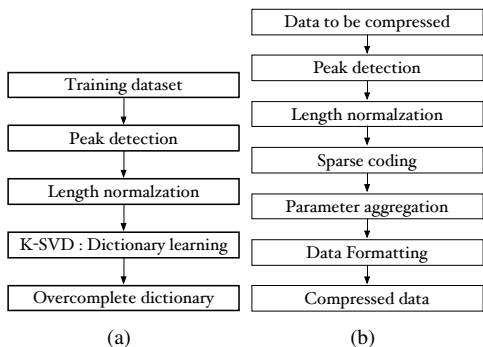 Training dataset
Peak detection
Length normalzation
K-SVD : Dictionary learning
Overcomplete dictionary
(a)
Data to be compressed
Peak detection
Length normalzation
Sparse coding
Parameter aggregation
Data Formatting
Compressed data
(b)